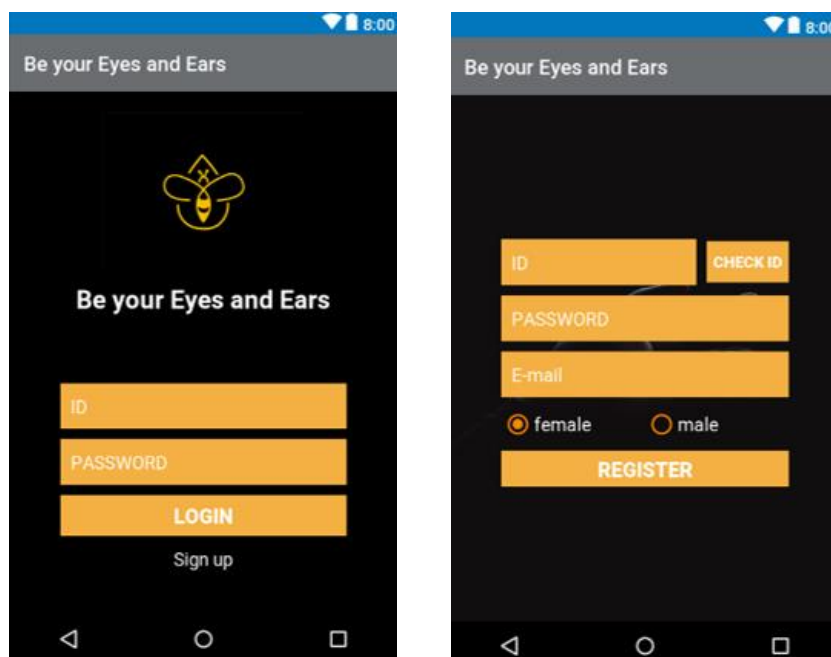 8:00
Be your Eyes and Ears
Be your Eyes and Ears
ID
PASSWORD
LOGIN
Sign up
8:00
Be your Eyes and Ears
ID
CHECK ID
PASSWORD
E-mail
female
male
REGISTER